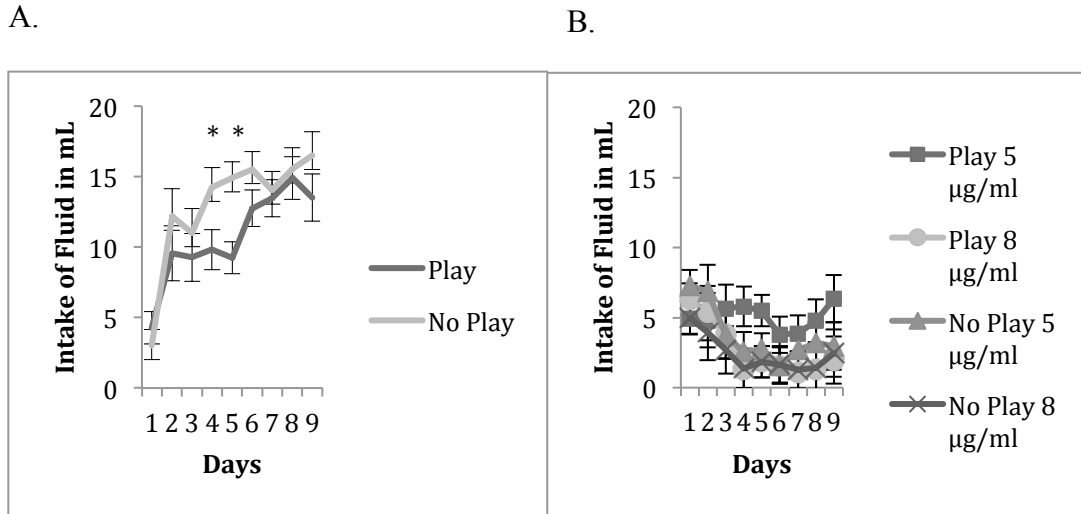 A.
B.
Intake of Fluid in mL
20
15
10
5
0
* *
1 2 3 4 5 6 7 8 9
Days
Play
No Play
Intake of Fluid in mL
20
15
10
5
0
1 2 3 4 5 6 7 8 9
Days
Play 5
µg/ml
Play 8
µg/ml
No Play 5
µg/ml
No Play 8
µg/ml